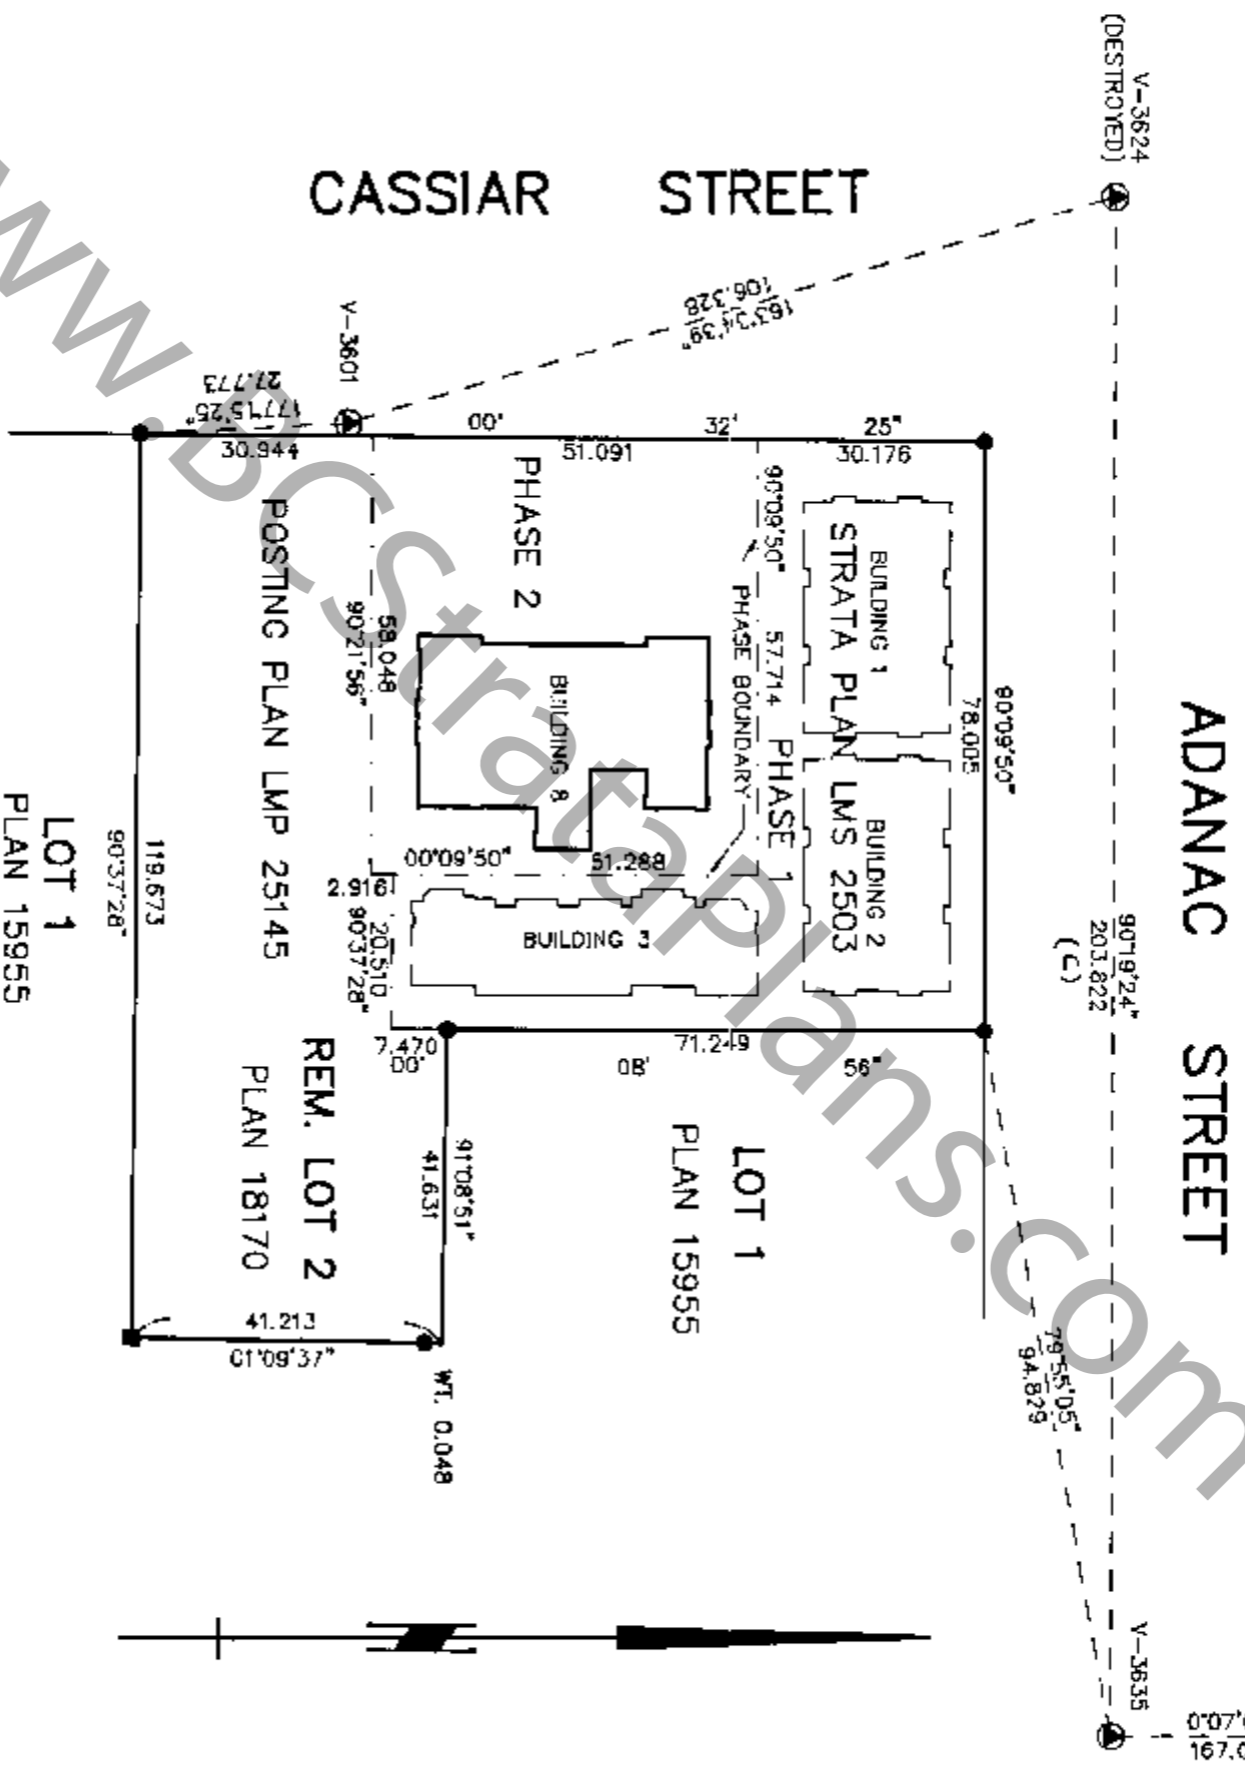 V-3624
(DESTROYED)
CASSIAR STREET
ADANAC STREET
163°34'39"
106.328
V-3601
177°15'25"
27.773
30.944
00'
51.091
32'
25"
30.176
90°09'50"
78.005
90°19'24"
203.822
(C)
PHASE 2
POSTING PLAN LMP 25145
58.048
90°21'56"
90°09'50"
57.714
PHASE BOUNDARY
PHASE 1
STRATA PLAN LMS 2503
BUILDING 1
BUILDING 2
BUILDING 8
BUILDING 3
00°09'50"
51.288
2.916
20.510
90°37'28"
7.470
00'
08'
71.249
56"
119.673
90°37'28"
LOT 1
PLAN 15955
REM. LOT 2
PLAN 18170
91°08'51"
41.631
LOT 1
PLAN 15955
41.213
01°09'37"
WT. 0.048
79°55'05"
94.829
V-3635
0°07'
167.0
www.BCStrataPlans.com